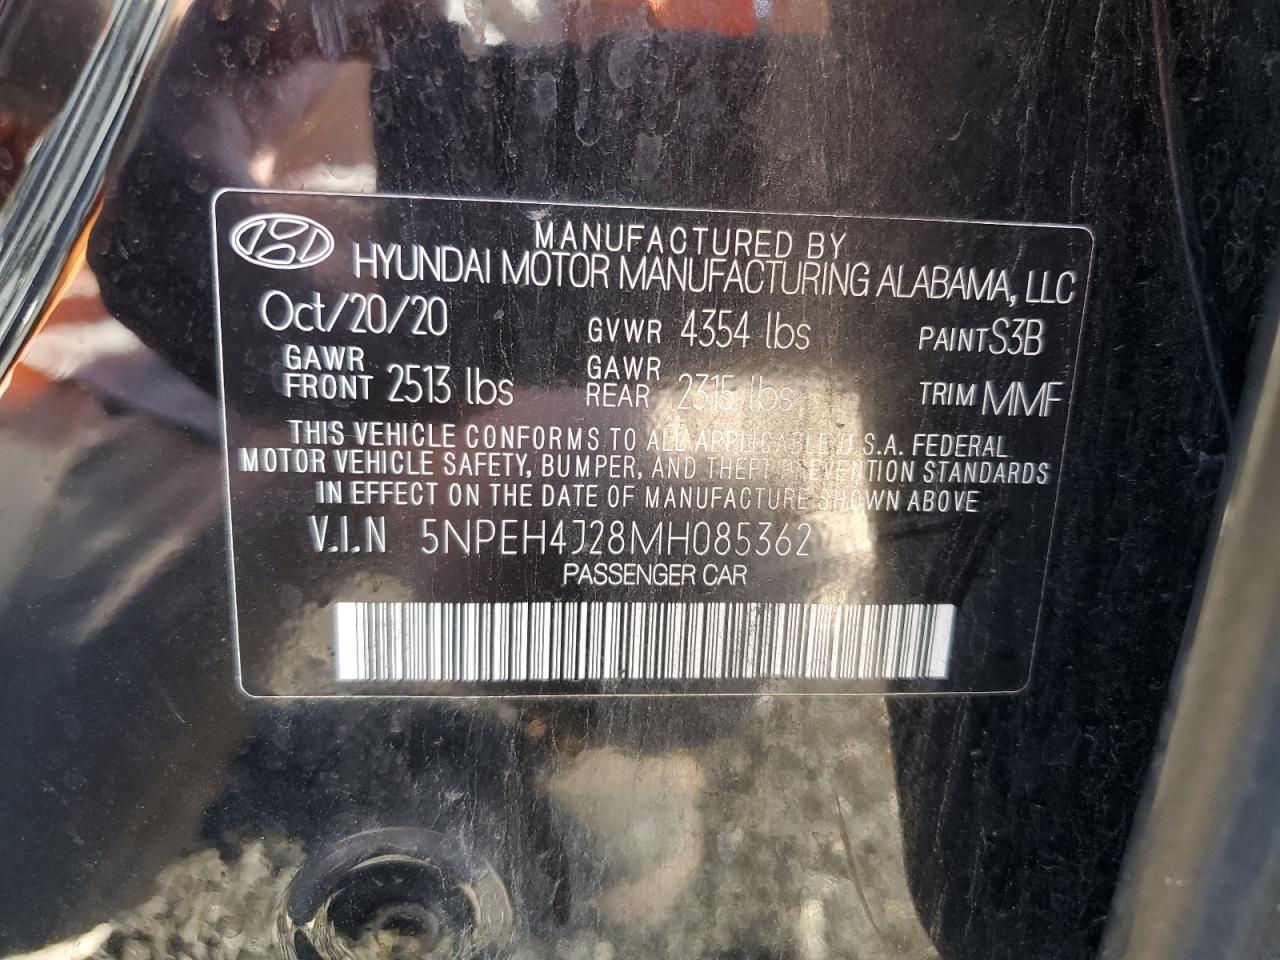 MANUFACTURED BY
HYUNDAI MOTOR MANUFACTURING ALABAMA, LLC
Oct/20/20 GVWR 4354 lbs PAINT S3B
GAWR FRONT 2513 lbs GAWR REAR 2315 lbs TRIM MMF
THIS VEHICLE CONFORMS TO ALL APPLICABLE U.S.A. FEDERAL
MOTOR VEHICLE SAFETY, BUMPER, AND THEFT PREVENTION STANDARDS
IN EFFECT ON THE DATE OF MANUFACTURE SHOWN ABOVE
V.I.N 5NPEH4J28MH085362
PASSENGER CAR